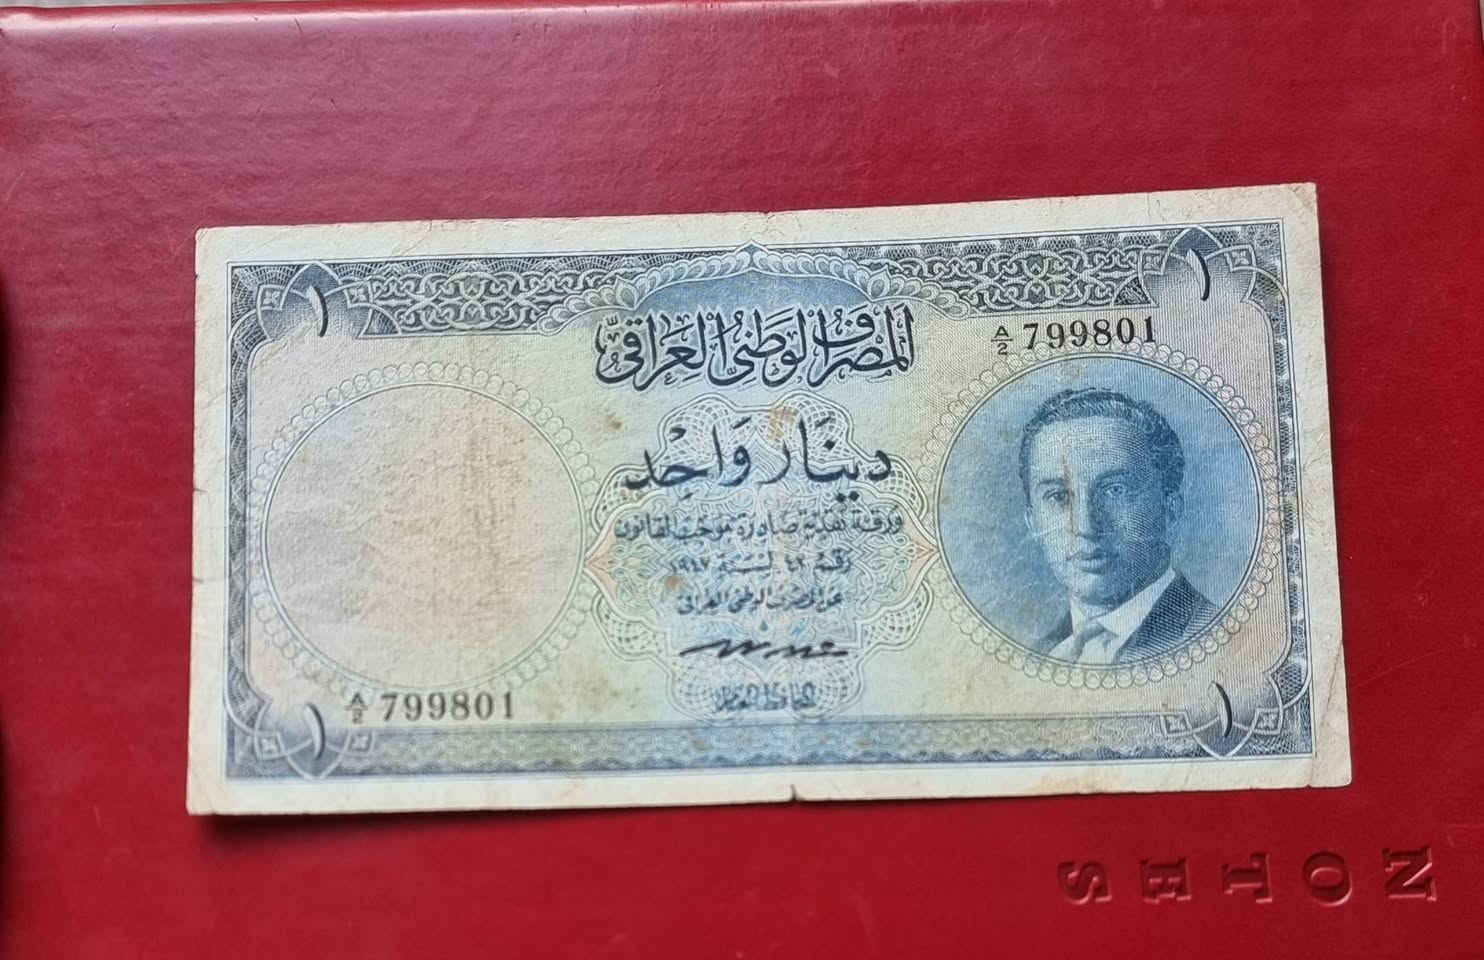 ١ ١
المصرف الوطني العراقي
A/2 799801
دينار واحد
ورقة نقدية صادرة بموجب القانون
رقم ٤٢ لسنة ١٩٤٧
عن المصرف الوطني العراقي
A/2 799801
١ ١
NOTES